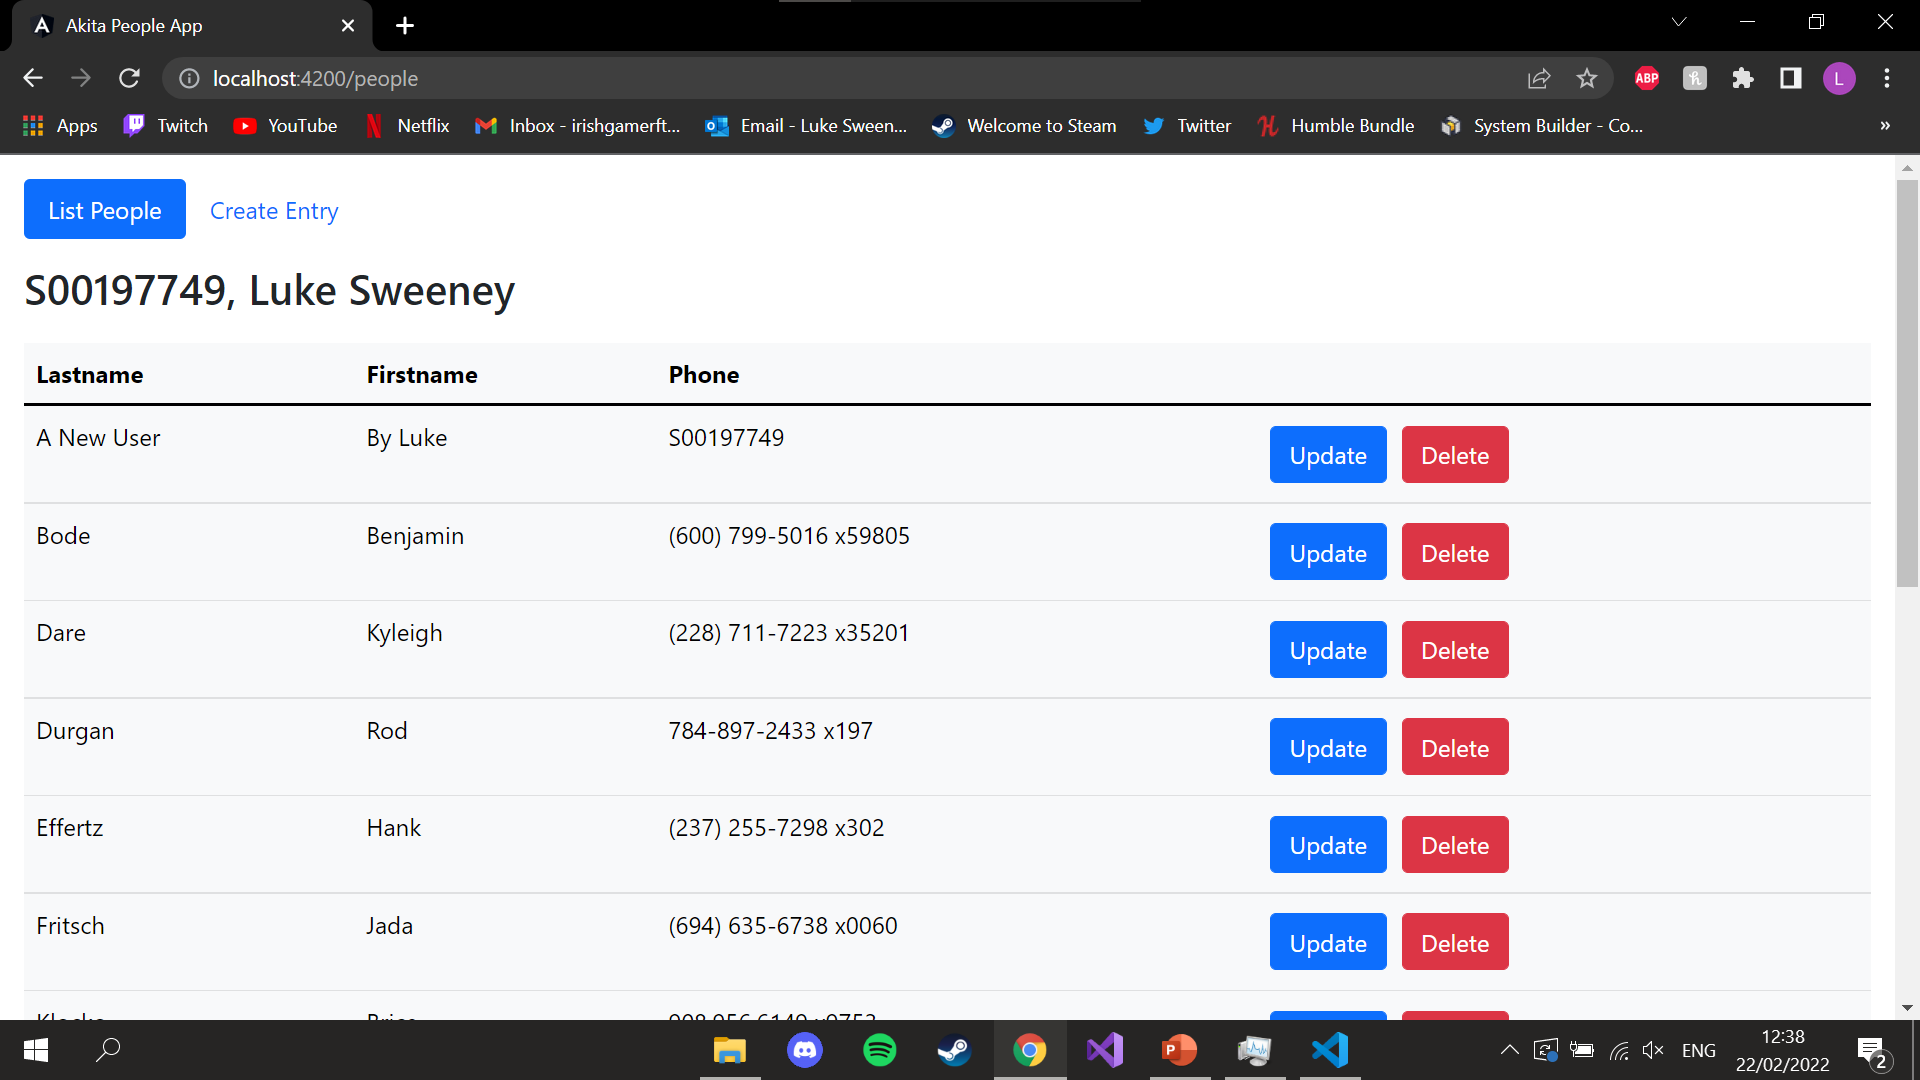 Akita People App
localhost:4200/people
ABP
L
Apps Twitch YouTube Netflix Inbox - irishgamerft... Email - Luke Sween... Welcome to Steam Twitter Humble Bundle System Builder - Co... »
List People Create Entry
S00197749, Luke Sweeney
Lastname Firstname Phone
A New User By Luke S00197749 Update Delete
Bode Benjamin (600) 799-5016 x59805 Update Delete
Dare Kyleigh (228) 711-7223 x35201 Update Delete
Durgan Rod 784-897-2433 x197 Update Delete
Effertz Hank (237) 255-7298 x302 Update Delete
Fritsch Jada (694) 635-6738 x0060 Update Delete
12:38
ENG
22/02/2022
2